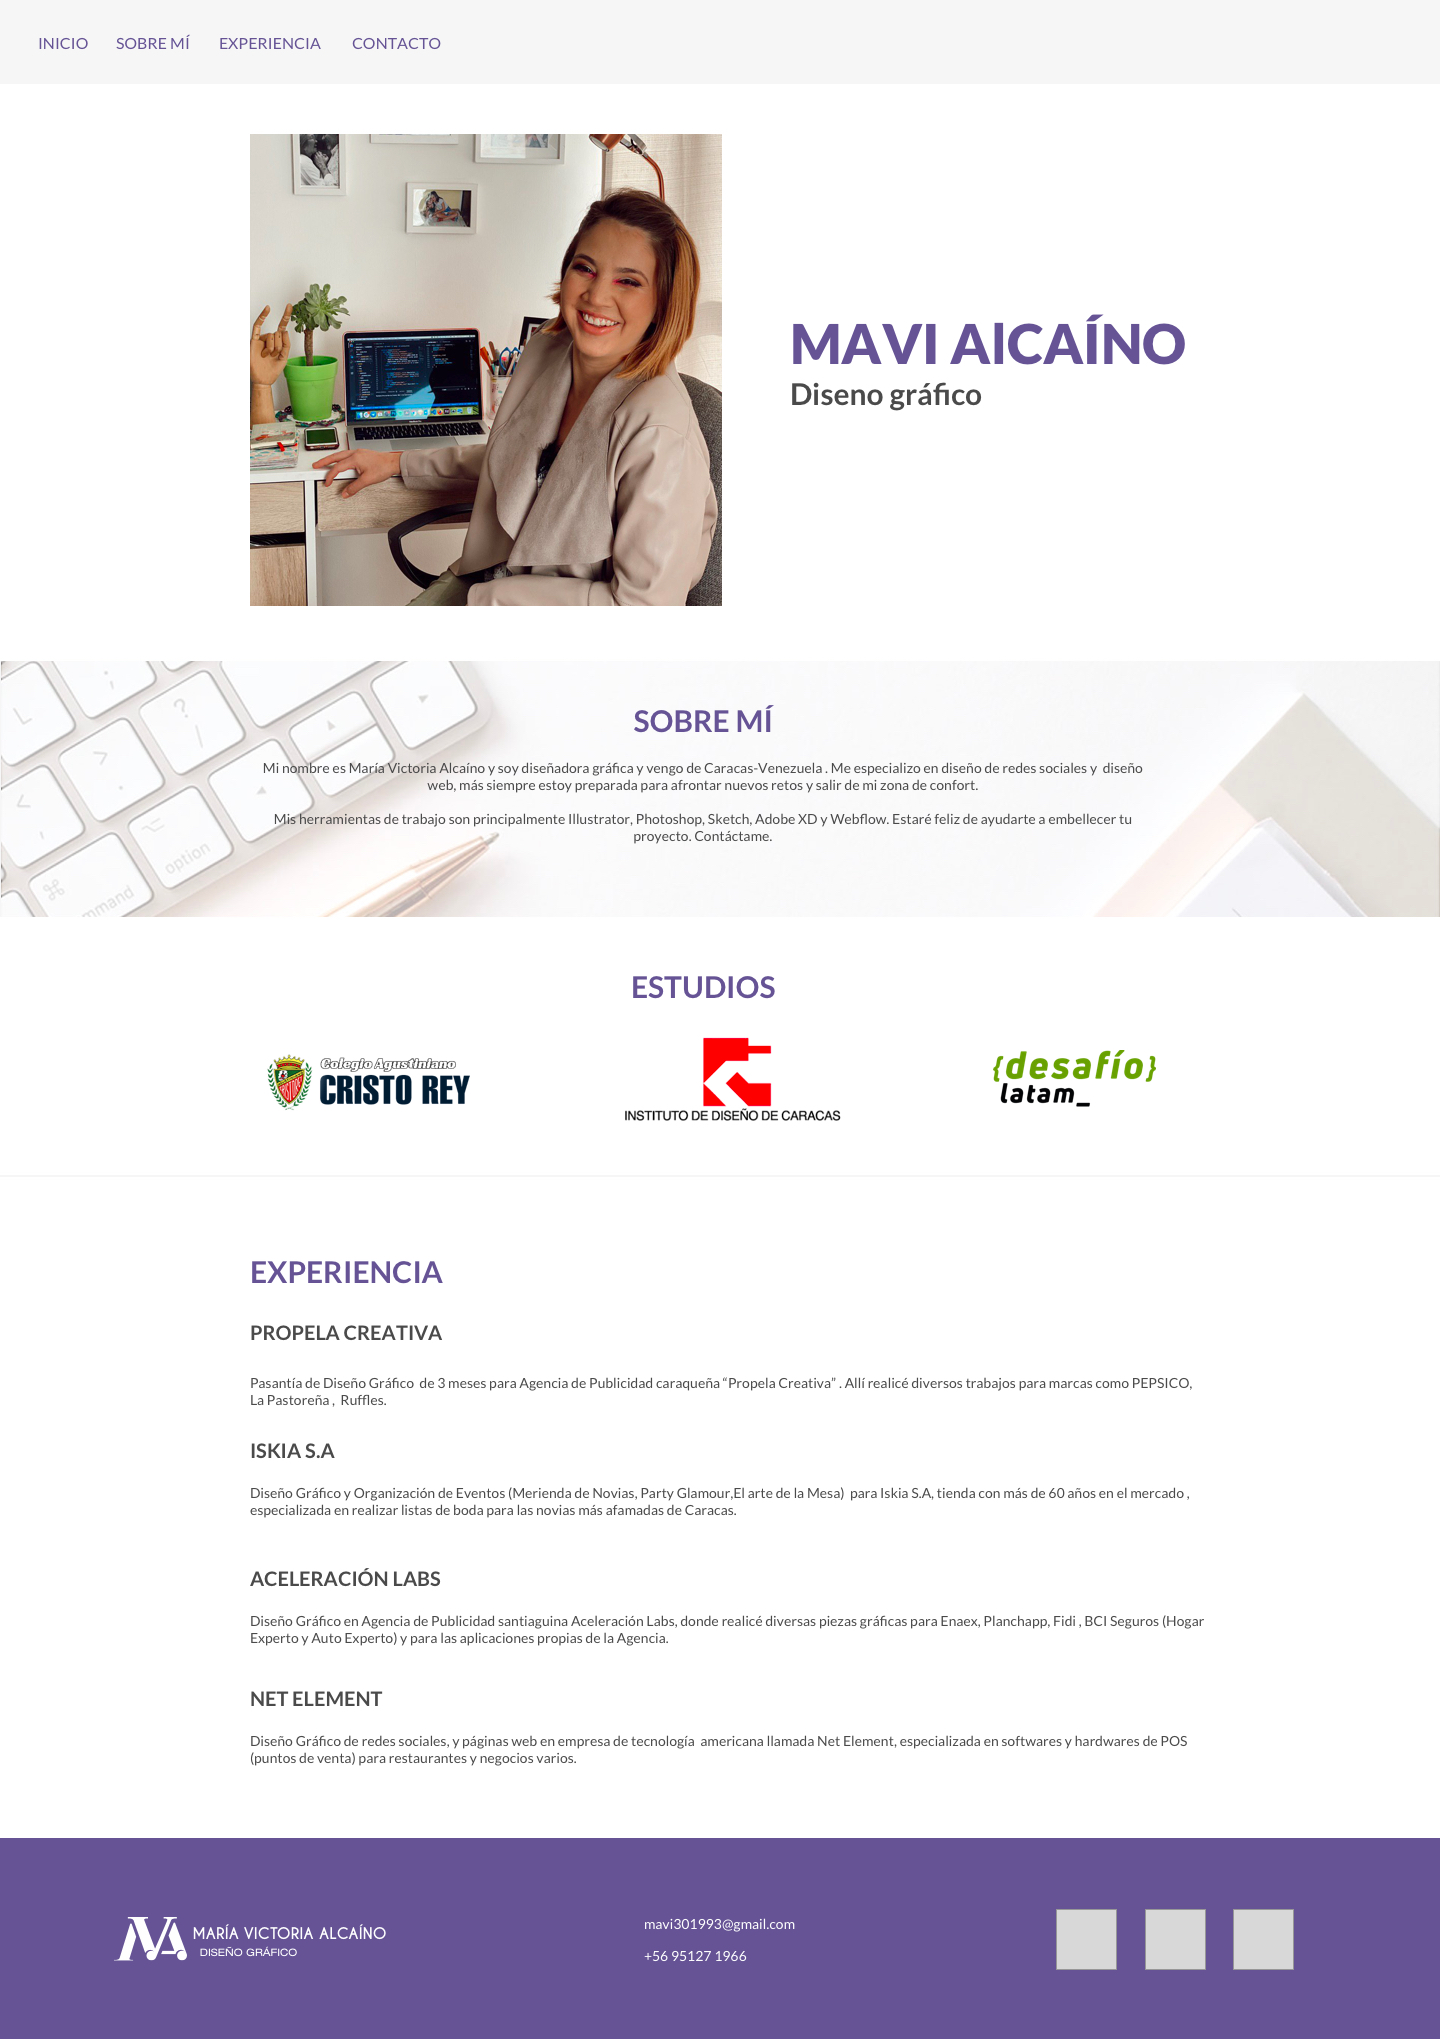 INICIO SOBRE MÍ EXPERIENCIA CONTACTO
MAVI AlCAÍNO
Diseno gráfico
SOBRE MÍ
Mi nombre es María Victoria Alcaíno y soy diseñadora gráfica y vengo de Caracas-Venezuela . Me especializo en diseño de redes sociales y diseño
web, más siempre estoy preparada para afrontar nuevos retos y salir de mi zona de confort.
Mis herramientas de trabajo son principalmente Illustrator, Photoshop, Sketch, Adobe XD y Webflow. Estaré feliz de ayudarte a embellecer tu
proyecto. Contáctame.
option
mmand
ESTUDIOS
Colegio Agustiniano
CRISTO REY
INSTITUTO DE DISEÑO DE CARACAS
{desafío}
latam_
EXPERIENCIA
PROPELA CREATIVA
Pasantía de Diseño Gráfico de 3 meses para Agencia de Publicidad caraqueña “Propela Creativa” . Allí realicé diversos trabajos para marcas como PEPSICO,
La Pastoreña , Ruffles.
ISKIA S.A
Diseño Gráfico y Organización de Eventos (Merienda de Novias, Party Glamour,El arte de la Mesa) para Iskia S.A, tienda con más de 60 años en el mercado ,
especializada en realizar listas de boda para las novias más afamadas de Caracas.
ACELERACIÓN LABS
Diseño Gráfico en Agencia de Publicidad santiaguina Aceleración Labs, donde realicé diversas piezas gráficas para Enaex, Planchapp, Fidi , BCI Seguros (Hogar
Experto y Auto Experto) y para las aplicaciones propias de la Agencia.
NET ELEMENT
Diseño Gráfico de redes sociales, y páginas web en empresa de tecnología americana llamada Net Element, especializada en softwares y hardwares de POS
(puntos de venta) para restaurantes y negocios varios.
MARÍA VICTORIA ALCAÍNO
DISEÑO GRÁFICO
mavi301993@gmail.com
+56 95127 1966